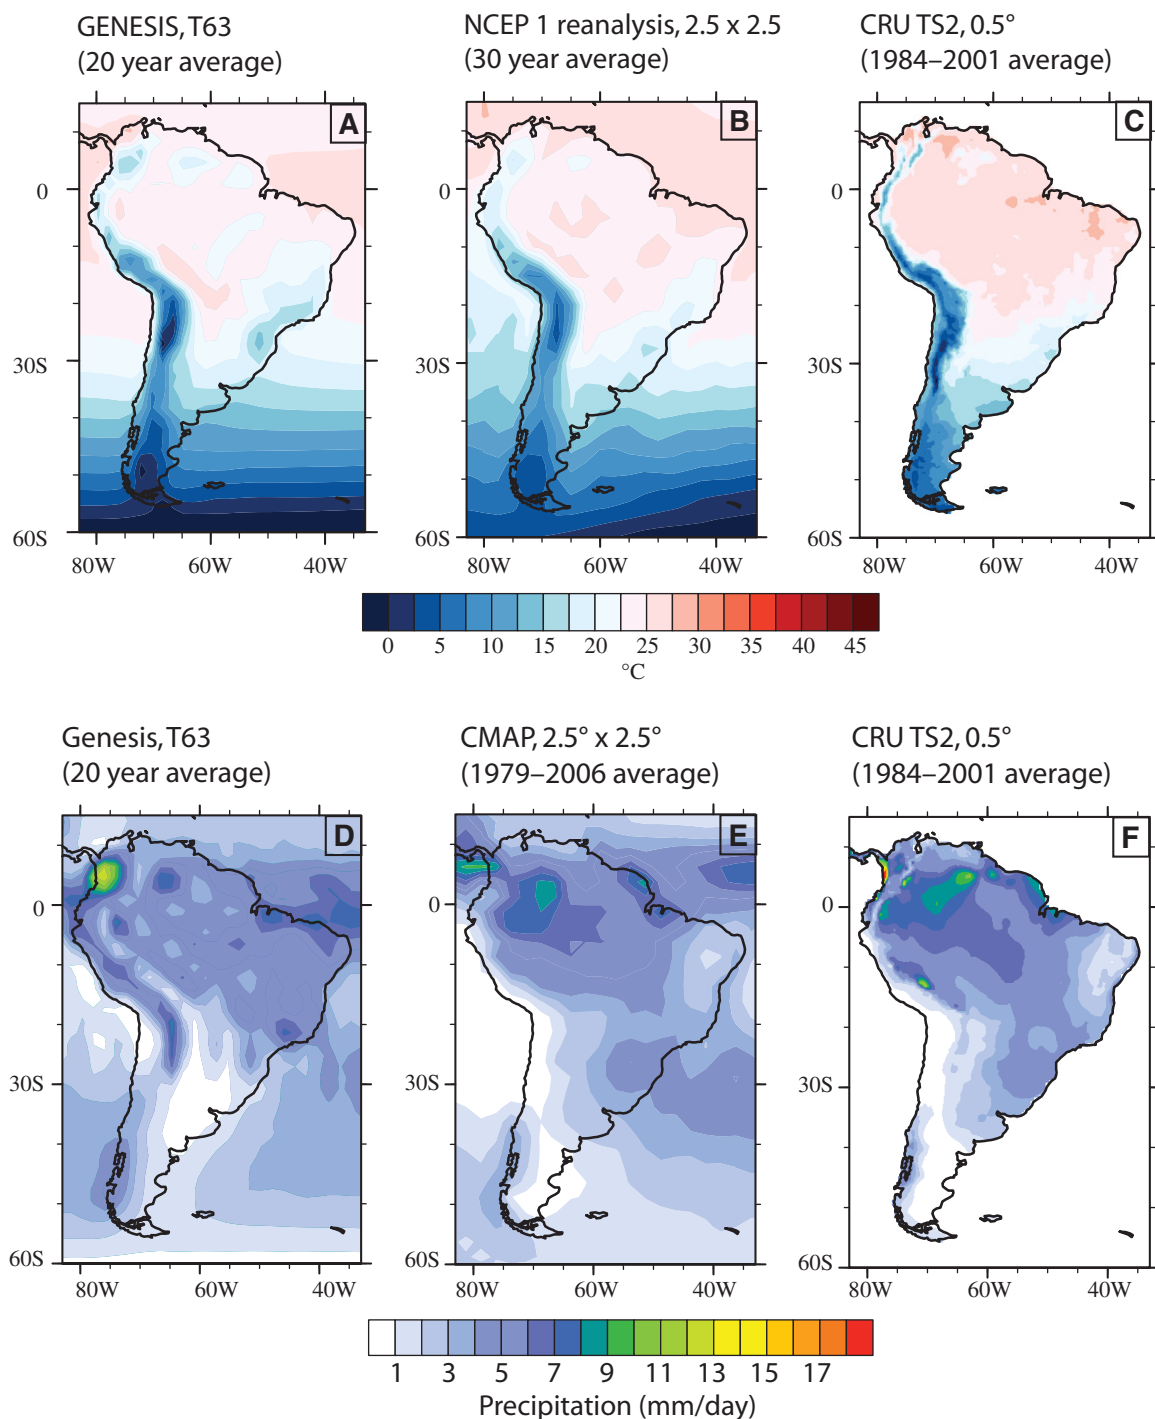 GENESIS, T63
(20 year average)
NCEP 1 reanalysis, 2.5 x 2.5
(30 year average)
CRU TS2, 0.5°
(1984–2001 average)
A
B
C
0
30S
60S
0
30S
60S
0
30S
60S
80W 60W 40W
80W 60W 40W
80W 60W 40W
0 5 10 15 20 25 30 35 40 45
°C
Genesis, T63
(20 year average)
CMAP, 2.5° x 2.5°
(1979–2006 average)
CRU TS2, 0.5°
(1984–2001 average)
D
E
F
0
30S
60S
0
30S
60S
0
30S
60S
80W 60W 40W
80W 60W 40W
80W 60W 40W
1 3 5 7 9 11 13 15 17
Precipitation (mm/day)